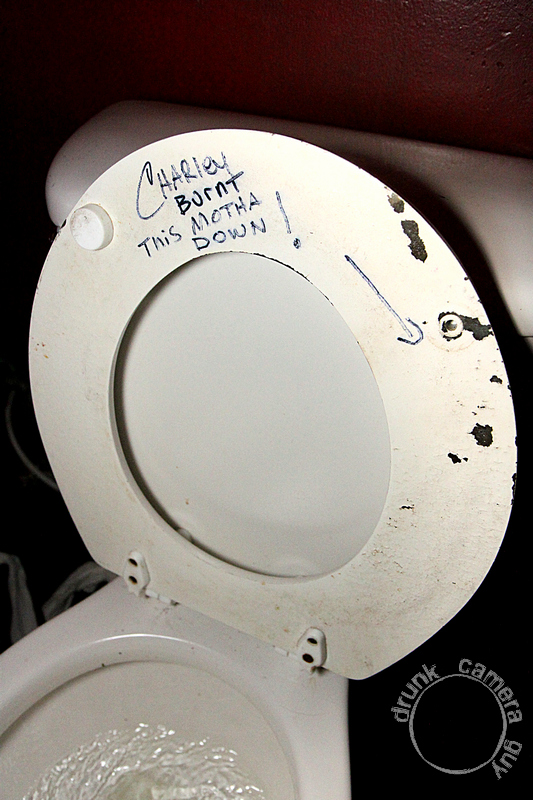 CHARLEY
BURNT
THIS MOTHA
DOWN!
drunk camera guy